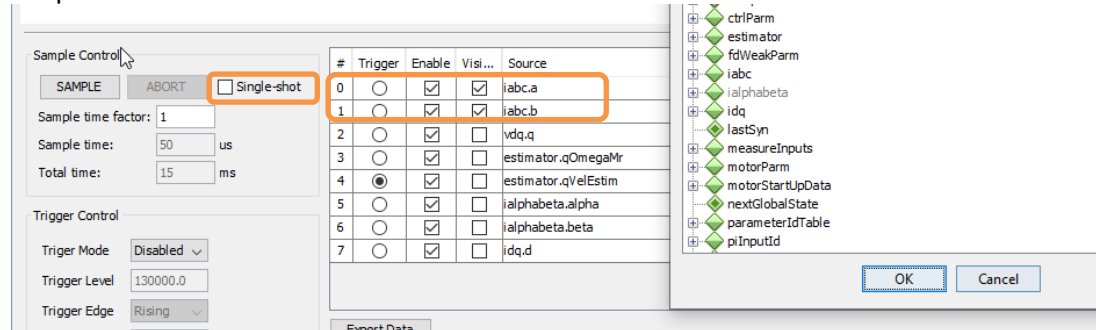 ctrlParm
estimator
fdWeakParm
iabc
ialphabeta
idq
lastSyn
measureInputs
motorParm
motorStartUpData
nextGlobalState
parameterIdTable
piInputId
OK Cancel
Sample Control
SAMPLE ABORT Single-shot
Sample time factor: 1
Sample time: 50 us
Total time: 15 ms
Trigger Control
Triger Mode Disabled
Trigger Level 130000.0
Trigger Edge Rising
# Trigger Enable Visi... Source
0 iabc.a
1 iabc.b
2 vdq.q
3 estimator.qOmegaMr
4 estimator.qVelEstim
5 ialphabeta.alpha
6 ialphabeta.beta
7 idq.d
Export Data